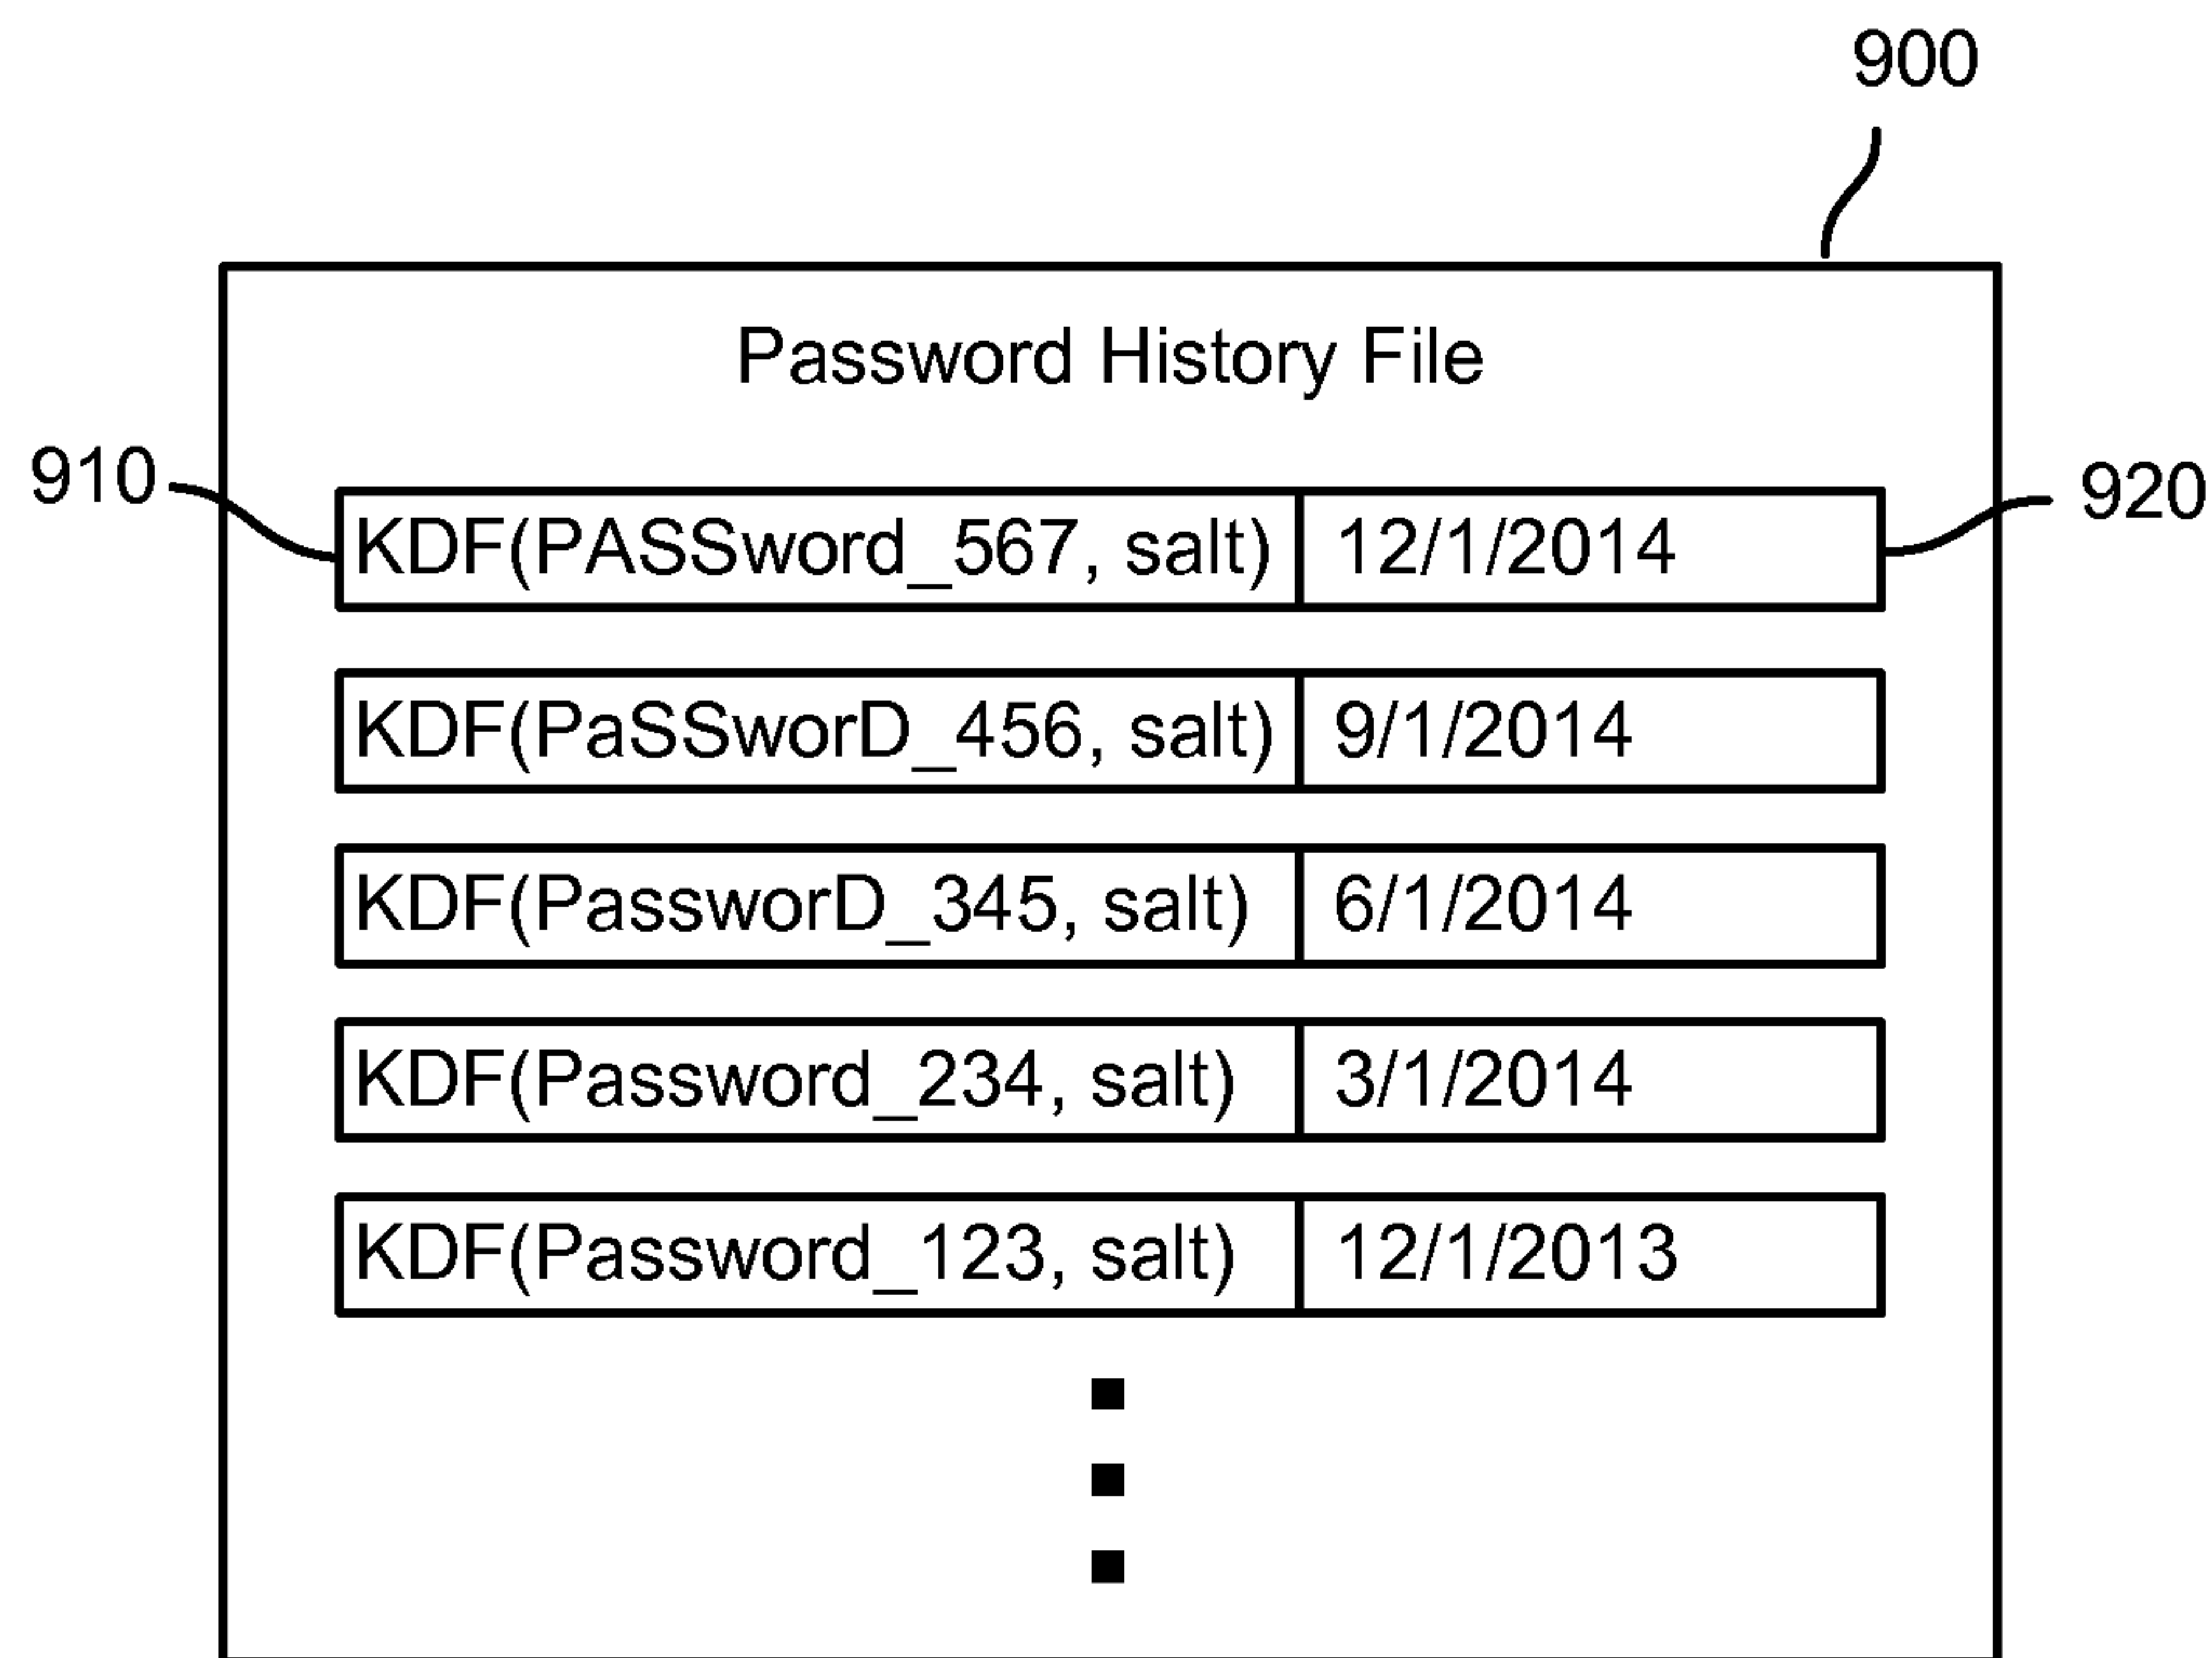 900
Password History File
910
920
KDF(PASSword_567, salt) 12/1/2014
KDF(PaSSworD_456, salt) 9/1/2014
KDF(PassworD_345, salt) 6/1/2014
KDF(Password_234, salt) 3/1/2014
KDF(Password_123, salt) 12/1/2013